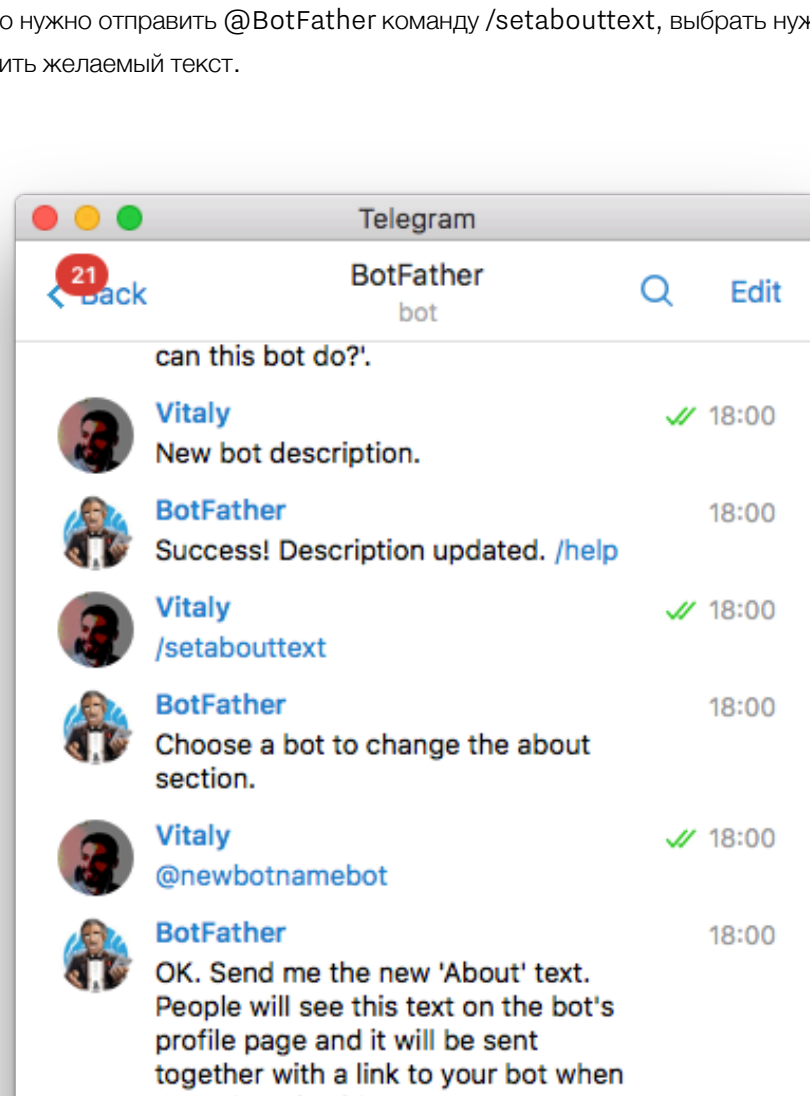 о нужно отправить @BotFather команду /setabouttext, выбрать
ить желаемый текст.
Telegram
21
Back
BotFather
bot
Edit
can this bot do?'.
Vitaly
18:00
New bot description.
BotFather
18:00
Success! Description updated. /help
Vitaly
18:00
/setabouttext
BotFather
18:00
Choose a bot to change the about
section.
Vitaly
18:00
@newbotnamebot
BotFather
18:00
OK. Send me the new 'About' text.
People will see this text on the bot's
profile page and it will be sent
together with a link to your bot when